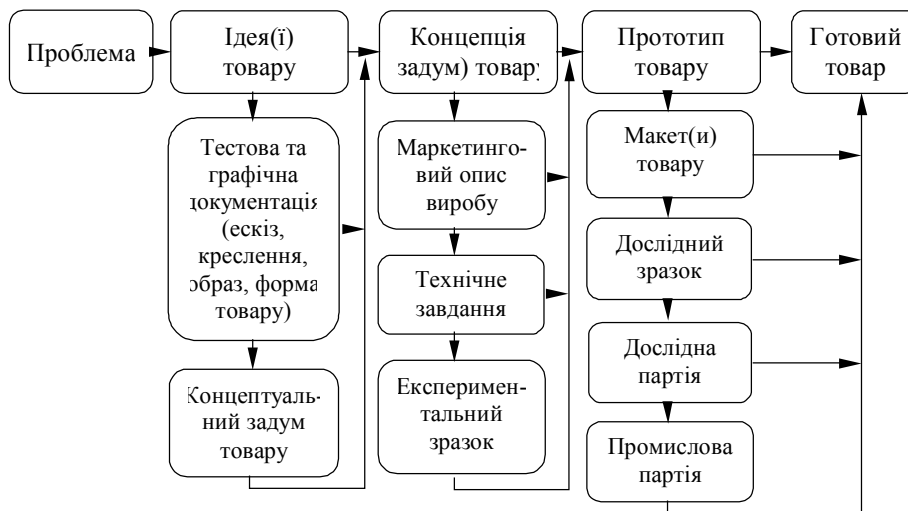 Проблема
Ідея(ї)
товару
Концепція
задум) товару
Прототип
товару
Готовий
товар
Тестова та
графічна
документація
(ескіз,
креслення,
образ, форма
товару)
Концептуаль-
ний задум
товару
Маркетинго-
вий опис
виробу
Технічне
завдання
Експеримен-
тальний
зразок
Макет(и)
товару
Дослідний
зразок
Дослідна
партія
Промислова
партія